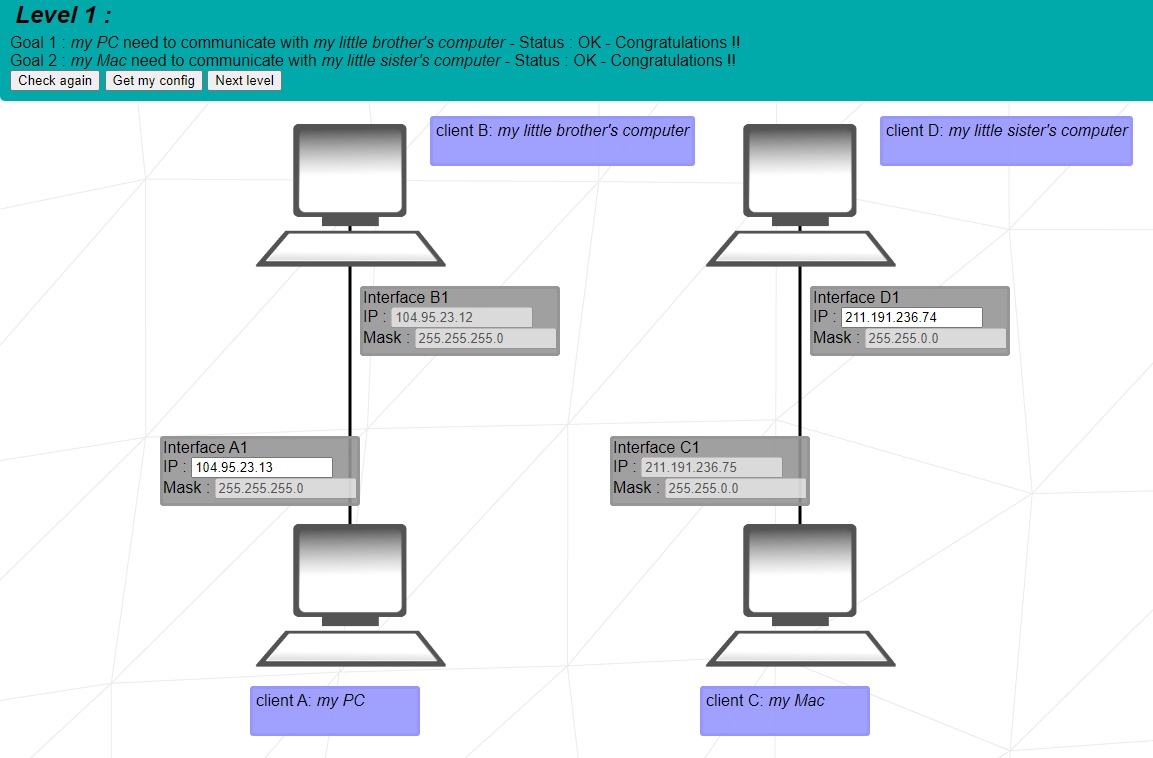 Level 1 :
Goal 1 : my PC need to communicate with my little brother's computer - Status : OK - Congratulations !!
Goal 2 : my Mac need to communicate with my little sister's computer - Status : OK - Congratulations !!
Check again Get my config Next level
client B: my little brother's computer
client D: my little sister's computer
Interface B1
IP : 104.95.23.12
Mask : 255.255.255.0
Interface D1
IP : 211.191.236.74
Mask : 255.255.0.0
Interface A1
IP : 104.95.23.13
Mask : 255.255.255.0
Interface C1
IP : 211.191.236.75
Mask : 255.255.0.0
client A: my PC
client C: my Mac